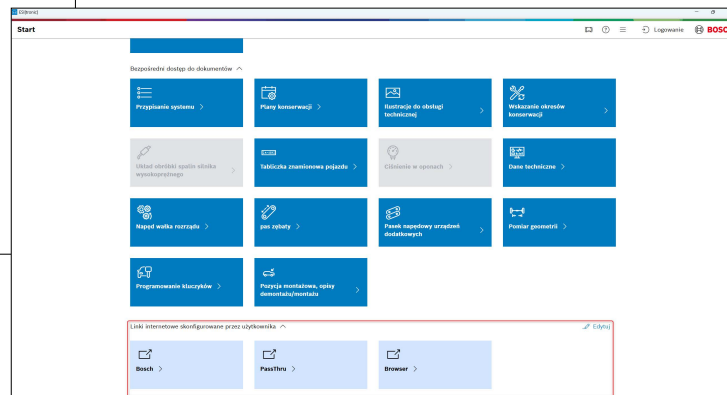 ESI[tronic]
Start
Logowanie
BOSC
Bezpośredni dostęp do dokumentów
Przypisanie systemu
Plany konserwacji
Ilustracje do obsługi
technicznej
Wskazanie okresów
konserwacji
Układ obróbki spalin silnika
wysokoprężnego
Tabliczka znamionowa pojazdu
Ciśnienie w oponach
Dane techniczne
Napęd wałka rozrządu
pas zębaty
Pasek napędowy urządzeń
dodatkowych
Pomiar geometrii
Programowanie kluczyków
Pozycja montażowa, opisy
demontażu/montażu
Linki internetowe skonfigurowane przez użytkownika
Edytuj
Bosch
PassThru
Browser